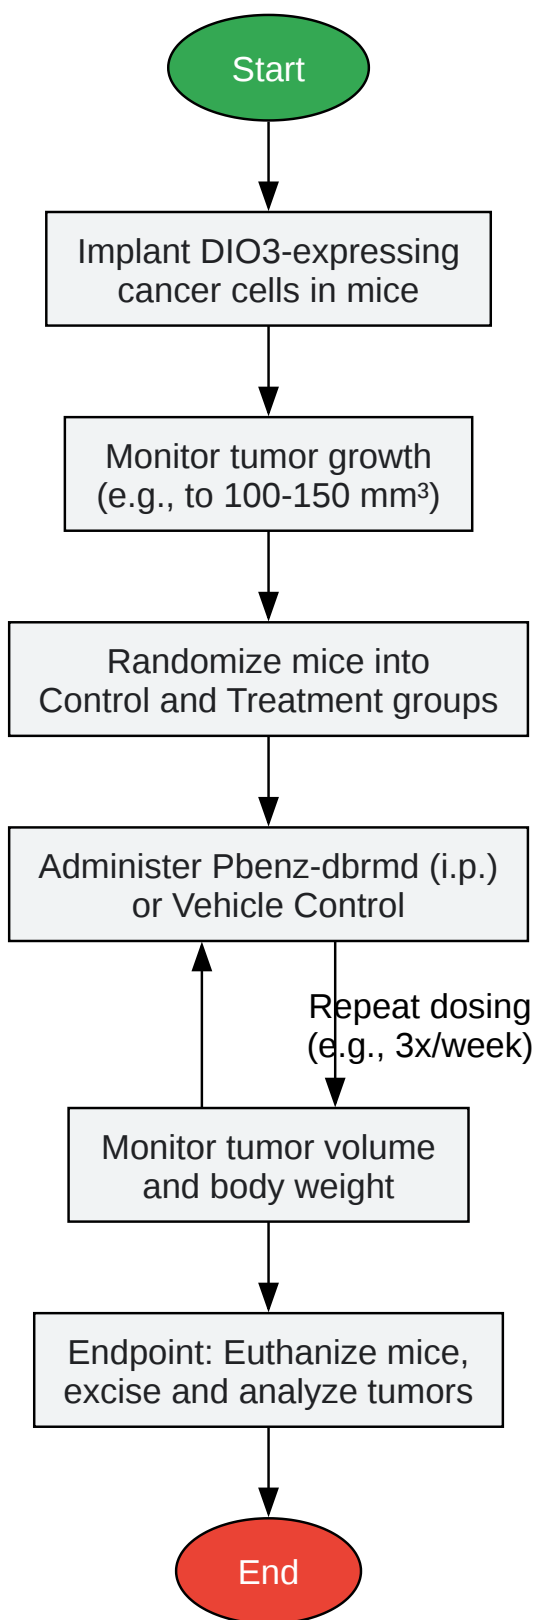 Start
Implant DIO3-expressing
cancer cells in mice
Monitor tumor growth
(e.g., to 100-150 mm³)
Randomize mice into
Control and Treatment groups
Administer Pbenz-dbrmd (i.p.)
or Vehicle Control
Repeat dosing
(e.g., 3x/week)
Monitor tumor volume
and body weight
Endpoint: Euthanize mice,
excise and analyze tumors
End